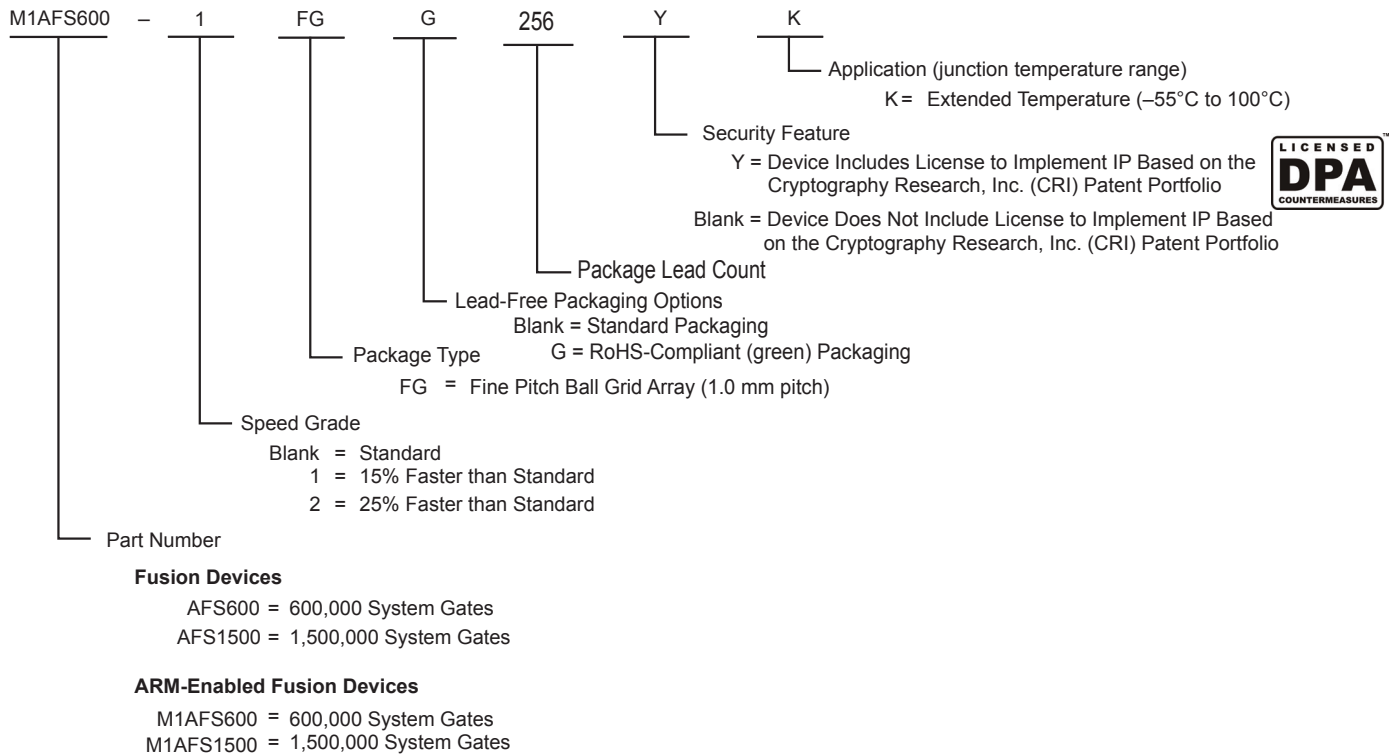 M1AFS600 – 1 FG G 256 Y K
Application (junction temperature range)
K = Extended Temperature (–55°C to 100°C)
Security Feature
Y = Device Includes License to Implement IP Based on the
Cryptography Research, Inc. (CRI) Patent Portfolio
LICENSED
DPA
COUNTERMEASURES
™
Blank = Device Does Not Include License to Implement IP Based
on the Cryptography Research, Inc. (CRI) Patent Portfolio
Package Lead Count
Lead-Free Packaging Options
Blank = Standard Packaging
G = RoHS-Compliant (green) Packaging
Package Type
FG = Fine Pitch Ball Grid Array (1.0 mm pitch)
Speed Grade
Blank = Standard
1 = 15% Faster than Standard
2 = 25% Faster than Standard
Part Number
Fusion Devices
AFS600 = 600,000 System Gates
AFS1500 = 1,500,000 System Gates
ARM-Enabled Fusion Devices
M1AFS600 = 600,000 System Gates
M1AFS1500 = 1,500,000 System Gates